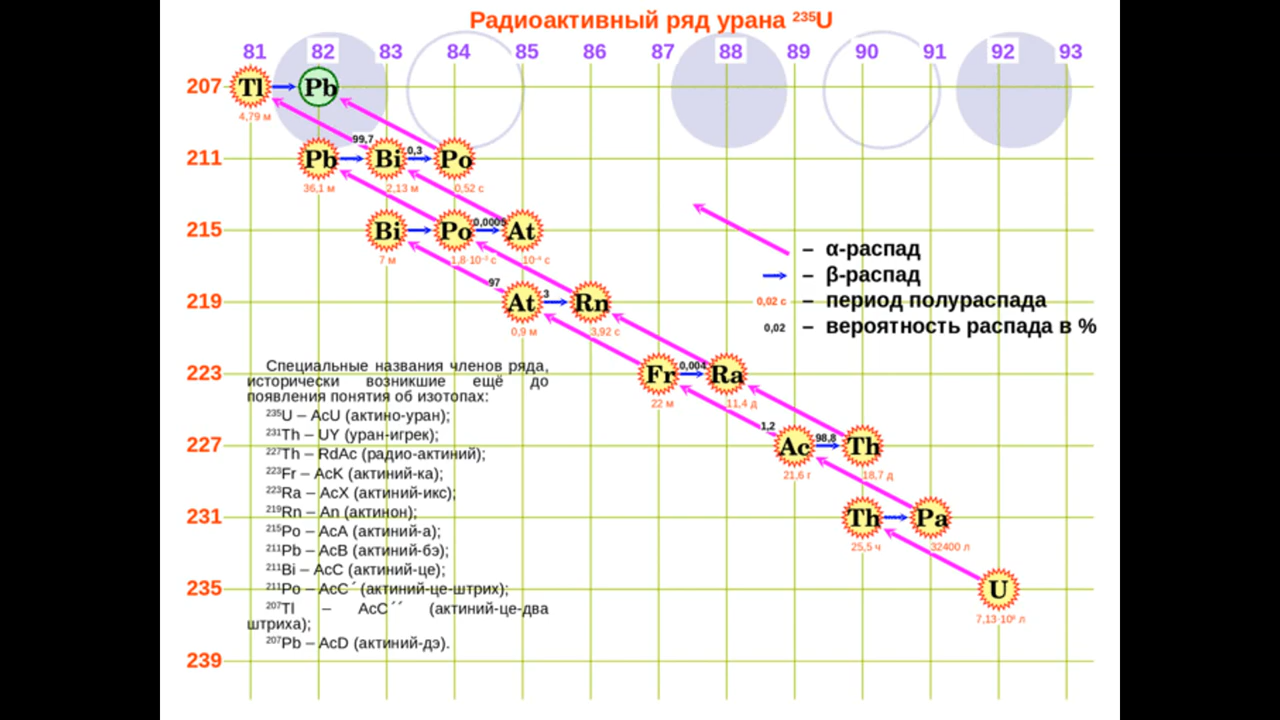 Радиоактивный ряд урана ²³⁵U
81 82 83 84 85 86 87 88 89 90 91 92 93
207 Tl Pb
4,79 м
99,7 0,3
211 Pb Bi Po
36,1 м 2,13 м 0,52 с
0,0005
215 Bi Po At
7 м 1,8·10⁻³ с 10⁻⁴ с
– α-распад
– β-распад
97 3
219 At Rn
0,02 с – период полураспада
0,9 м 3,92 с
0,02 – вероятность распада в %
0,004
223 Fr Ra
22 м 11,4 д
1,2 98,8
227 Ac Th
21,6 г 18,7 д
231 Th Pa
25,5 ч 32400 л
235 U
7,13·10⁸ л
239
Специальные названия членов ряда,
исторически возникшие ещё до
появления понятия об изотопах:
²³⁵U – AcU (актино-уран);
²³¹Th – UY (уран-игрек);
²²⁷Th – RdAc (радио-актиний);
²²³Fr – AcK (актиний-ка);
²²³Ra – AcX (актиний-икс);
²¹⁹Rn – An (актинон);
²¹⁵Po – AcA (актиний-а);
²¹¹Pb – AcB (актиний-бэ);
²¹¹Bi – AcC (актиний-це);
²¹¹Po – AcC´ (актиний-це-штрих);
²⁰⁷Tl – AcC´´ (актиний-це-два
штриха);
²⁰⁷Pb – AcD (актиний-дэ).